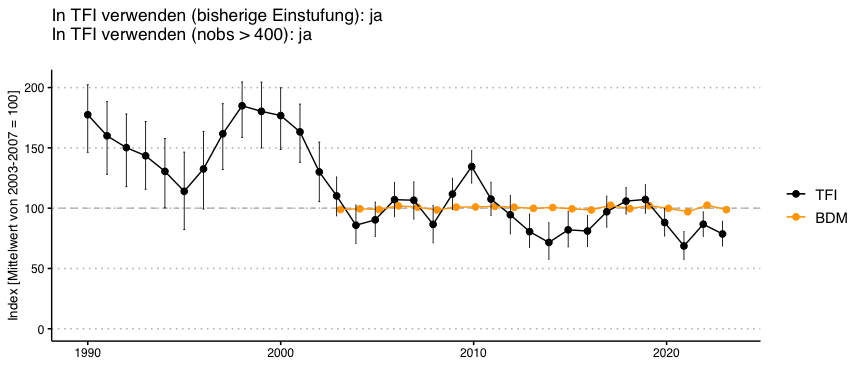 In TFI verwenden (bisherige Einstufung): ja
In TFI verwenden (nobs > 400): ja
Index [Mittelwert von 2003-2007 = 100]
200
150
100
50
0
1990
2000
2010
2020
TFI
BDM